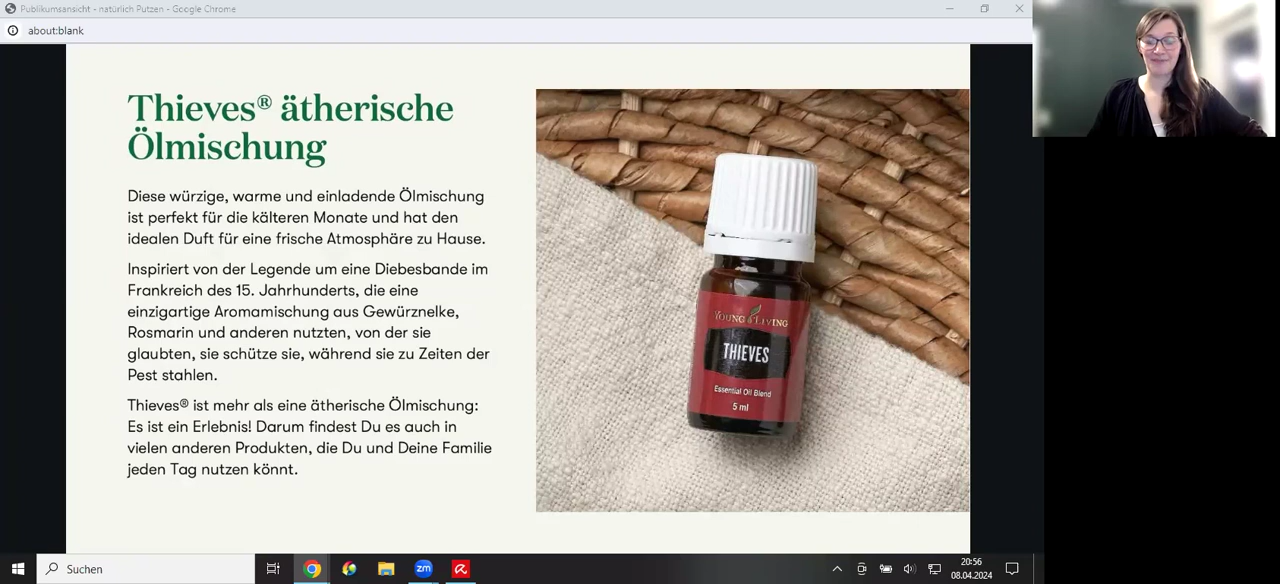 Publikumsansicht - natürlich Putzen - Google Chrome
about:blank
Thieves® ätherische
Ölmischung
Diese würzige, warme und einladende Ölmischung
ist perfekt für die kälteren Monate und hat den
idealen Duft für eine frische Atmosphäre zu Hause.
Inspiriert von der Legende um eine Diebesbande im
Frankreich des 15. Jahrhunderts, die eine
einzigartige Aromamischung aus Gewürznelke,
Rosmarin und anderen nutzten, von der sie
glaubten, sie schütze sie, während sie zu Zeiten der
Pest stahlen.
Thieves® ist mehr als eine ätherische Ölmischung:
Es ist ein Erlebnis! Darum findest Du es auch in
vielen anderen Produkten, die Du und Deine Familie
jeden Tag nutzen könnt.
YOUNG LIVING
THIEVES
Essential Oil Blend
5 ml
Suchen
zm
20:56
08.04.2024